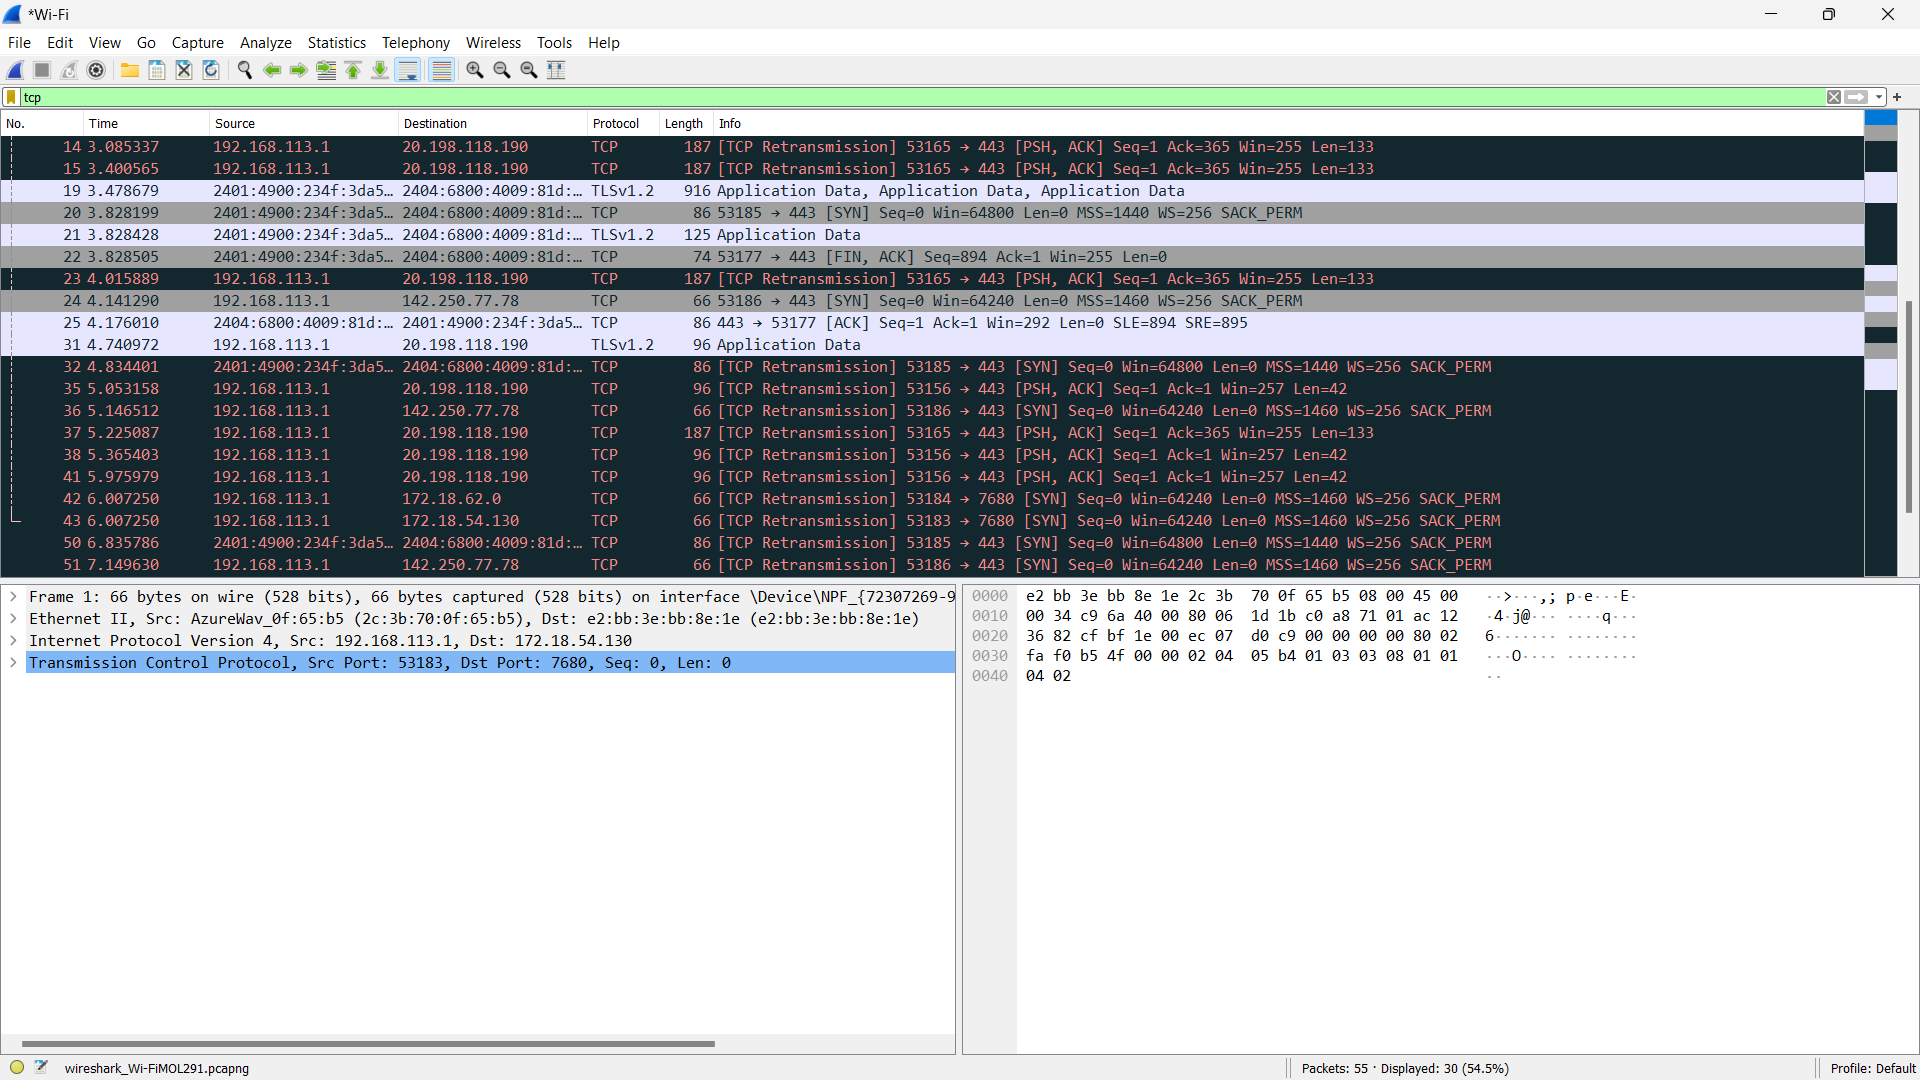 *Wi-Fi
File Edit View Go Capture Analyze Statistics Telephony Wireless Tools Help
tcp
No. Time Source Destination Protocol Length Info
14 3.085337 192.168.113.1 20.198.118.190 TCP 187 [TCP Retransmission] 53165 → 443 [PSH, ACK] Seq=1 Ack=365 Win=255 Len=133
15 3.400565 192.168.113.1 20.198.118.190 TCP 187 [TCP Retransmission] 53165 → 443 [PSH, ACK] Seq=1 Ack=365 Win=255 Len=133
19 3.478679 2401:4900:234f:3da5… 2404:6800:4009:81d:… TLSv1.2 916 Application Data, Application Data, Application Data
20 3.828199 2401:4900:234f:3da5… 2404:6800:4009:81d:… TCP 86 53185 → 443 [SYN] Seq=0 Win=64800 Len=0 MSS=1440 WS=256 SACK_PERM
21 3.828428 2401:4900:234f:3da5… 2404:6800:4009:81d:… TLSv1.2 125 Application Data
22 3.828505 2401:4900:234f:3da5… 2404:6800:4009:81d:… TCP 74 53177 → 443 [FIN, ACK] Seq=894 Ack=1 Win=255 Len=0
23 4.015889 192.168.113.1 20.198.118.190 TCP 187 [TCP Retransmission] 53165 → 443 [PSH, ACK] Seq=1 Ack=365 Win=255 Len=133
24 4.141290 192.168.113.1 142.250.77.78 TCP 66 53186 → 443 [SYN] Seq=0 Win=64240 Len=0 MSS=1460 WS=256 SACK_PERM
25 4.176010 2404:6800:4009:81d:… 2401:4900:234f:3da5… TCP 86 443 → 53177 [ACK] Seq=1 Ack=1 Win=292 Len=0 SLE=894 SRE=895
31 4.740972 192.168.113.1 20.198.118.190 TLSv1.2 96 Application Data
32 4.834401 2401:4900:234f:3da5… 2404:6800:4009:81d:… TCP 86 [TCP Retransmission] 53185 → 443 [SYN] Seq=0 Win=64800 Len=0 MSS=1440 WS=256 SACK_PERM
35 5.053158 192.168.113.1 20.198.118.190 TCP 96 [TCP Retransmission] 53156 → 443 [PSH, ACK] Seq=1 Ack=1 Win=257 Len=42
36 5.146512 192.168.113.1 142.250.77.78 TCP 66 [TCP Retransmission] 53186 → 443 [SYN] Seq=0 Win=64240 Len=0 MSS=1460 WS=256 SACK_PERM
37 5.225087 192.168.113.1 20.198.118.190 TCP 187 [TCP Retransmission] 53165 → 443 [PSH, ACK] Seq=1 Ack=365 Win=255 Len=133
38 5.365403 192.168.113.1 20.198.118.190 TCP 96 [TCP Retransmission] 53156 → 443 [PSH, ACK] Seq=1 Ack=1 Win=257 Len=42
41 5.975979 192.168.113.1 20.198.118.190 TCP 96 [TCP Retransmission] 53156 → 443 [PSH, ACK] Seq=1 Ack=1 Win=257 Len=42
42 6.007250 192.168.113.1 172.18.62.0 TCP 66 [TCP Retransmission] 53184 → 7680 [SYN] Seq=0 Win=64240 Len=0 MSS=1460 WS=256 SACK_PERM
43 6.007250 192.168.113.1 172.18.54.130 TCP 66 [TCP Retransmission] 53183 → 7680 [SYN] Seq=0 Win=64240 Len=0 MSS=1460 WS=256 SACK_PERM
50 6.835786 2401:4900:234f:3da5… 2404:6800:4009:81d:… TCP 86 [TCP Retransmission] 53185 → 443 [SYN] Seq=0 Win=64800 Len=0 MSS=1440 WS=256 SACK_PERM
51 7.149630 192.168.113.1 142.250.77.78 TCP 66 [TCP Retransmission] 53186 → 443 [SYN] Seq=0 Win=64240 Len=0 MSS=1460 WS=256 SACK_PERM
Frame 1: 66 bytes on wire (528 bits), 66 bytes captured (528 bits) on interface \Device\NPF_{72307269-9
Ethernet II, Src: AzureWav_0f:65:b5 (2c:3b:70:0f:65:b5), Dst: e2:bb:3e:bb:8e:1e (e2:bb:3e:bb:8e:1e)
Internet Protocol Version 4, Src: 192.168.113.1, Dst: 172.18.54.130
Transmission Control Protocol, Src Port: 53183, Dst Port: 7680, Seq: 0, Len: 0
0000 e2 bb 3e bb 8e 1e 2c 3b 70 0f 65 b5 08 00 45 00 ··>···,; p·e···E·
0010 00 34 c9 6a 40 00 80 06 1d 1b c0 a8 71 01 ac 12 ·4·j@··· ····q···
0020 36 82 cf bf 1e 00 ec 07 d0 c9 00 00 00 00 80 02 6······· ········
0030 fa f0 b5 4f 00 00 02 04 05 b4 01 03 03 08 01 01 ···O···· ········
0040 04 02 ··
wireshark_Wi-FiMOL291.pcapng
Packets: 55 · Displayed: 30 (54.5%)
Profile: Default